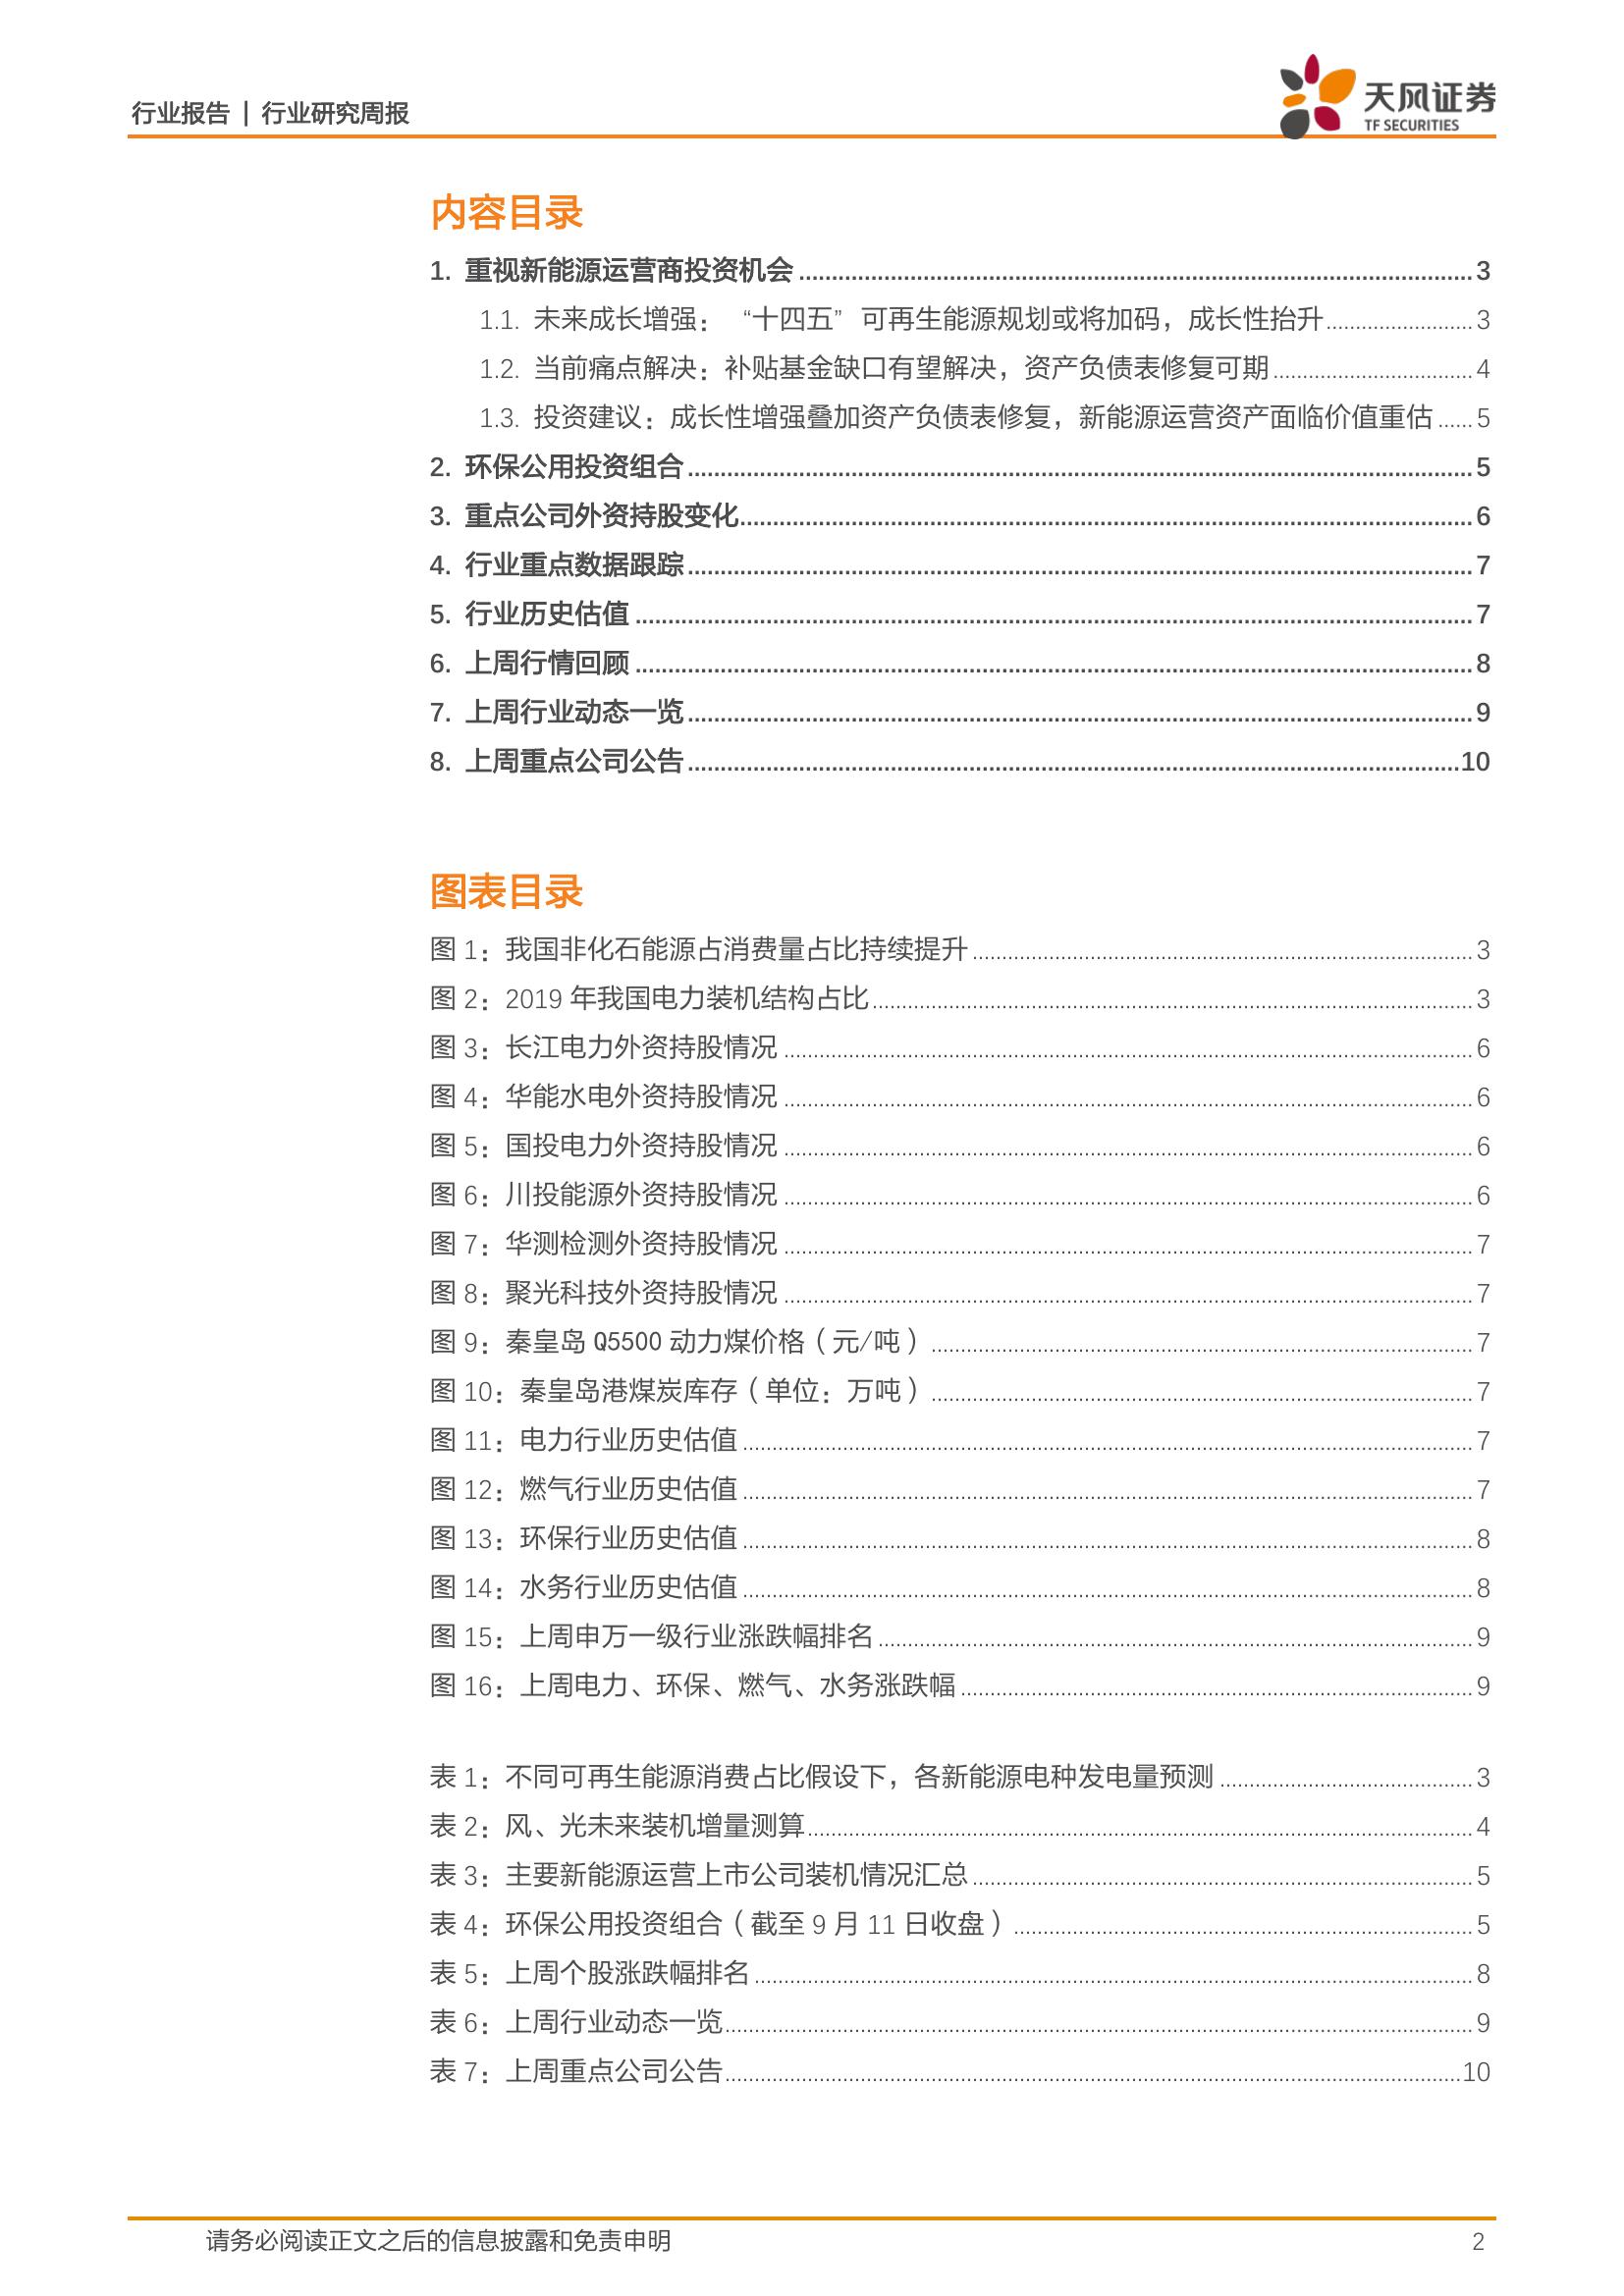 行业报告 | 行业研究周报
天风证券
TF SECURITIES
内容目录
1. 重视新能源运营商投资机会 3
1.1. 未来成长增强：“十四五”可再生能源规划或将加码，成长性抬升 3
1.2. 当前痛点解决：补贴基金缺口有望解决，资产负债表修复可期 4
1.3. 投资建议：成长性增强叠加资产负债表修复，新能源运营资产面临价值重估 5
2. 环保公用投资组合 5
3. 重点公司外资持股变化 6
4. 行业重点数据跟踪 7
5. 行业历史估值 7
6. 上周行情回顾 8
7. 上周行业动态一览 9
8. 上周重点公司公告 10
图表目录
图 1：我国非化石能源占消费量占比持续提升 3
图 2：2019 年我国电力装机结构占比 3
图 3：长江电力外资持股情况 6
图 4：华能水电外资持股情况 6
图 5：国投电力外资持股情况 6
图 6：川投能源外资持股情况 6
图 7：华测检测外资持股情况 7
图 8：聚光科技外资持股情况 7
图 9：秦皇岛 Q5500 动力煤价格（元/吨） 7
图 10：秦皇岛港煤炭库存（单位：万吨） 7
图 11：电力行业历史估值 7
图 12：燃气行业历史估值 7
图 13：环保行业历史估值 8
图 14：水务行业历史估值 8
图 15：上周申万一级行业涨跌幅排名 9
图 16：上周电力、环保、燃气、水务涨跌幅 9
表 1：不同可再生能源消费占比假设下，各新能源电种发电量预测 3
表 2：风、光未来装机增量测算 4
表 3：主要新能源运营上市公司装机情况汇总 5
表 4：环保公用投资组合（截至 9 月 11 日收盘） 5
表 5：上周个股涨跌幅排名 8
表 6：上周行业动态一览 9
表 7：上周重点公司公告 10
请务必阅读正文之后的信息披露和免责申明 2